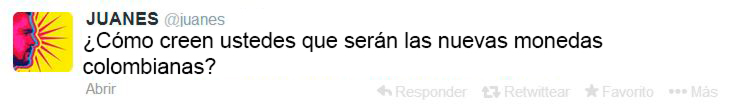 JUANES @juanes
¿Cómo creen ustedes que serán las nuevas monedas
colombianas?
Abrir Responder Retwittear Favorito Más